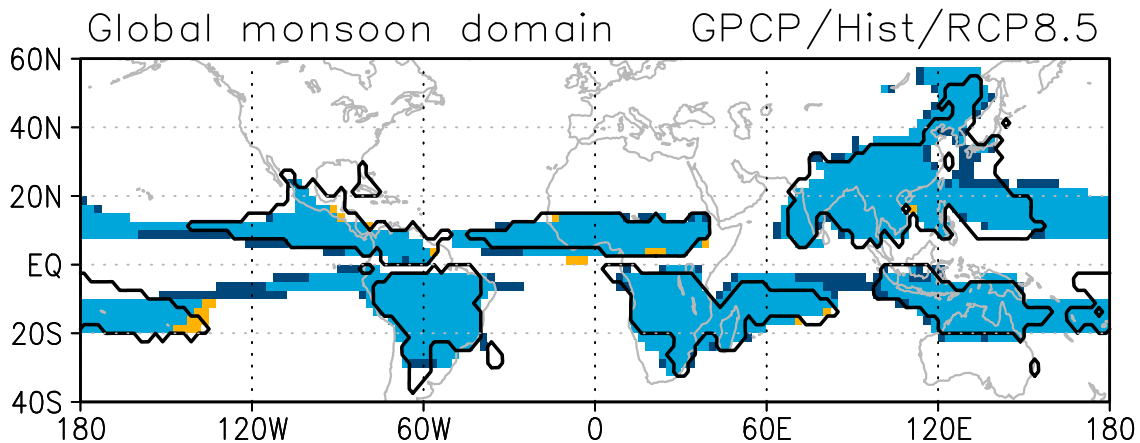 Global monsoon domain GPCP/Hist/RCP8.5
60N
40N
20N
EQ
20S
40S
180 120W 60W 0 60E 120E 180